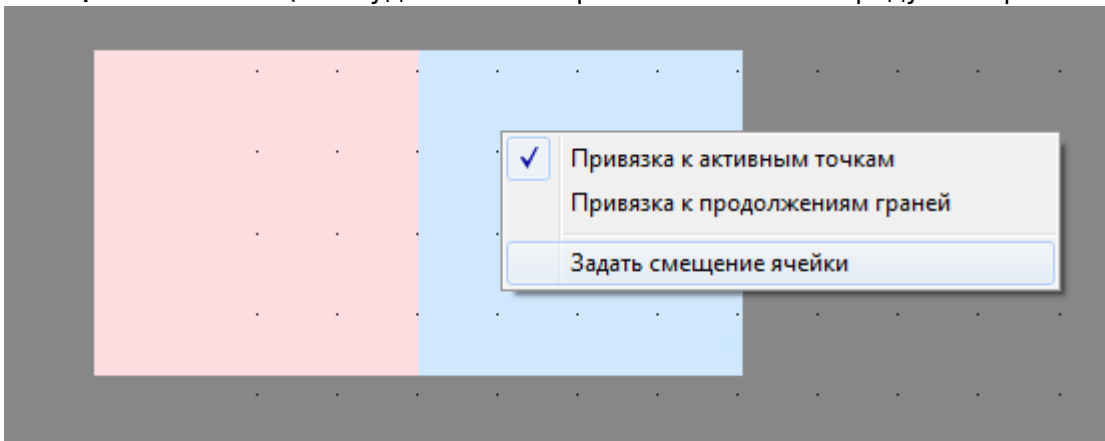 Привязка к активным точкам
Привязка к продолжениям граней
Задать смещение ячейки